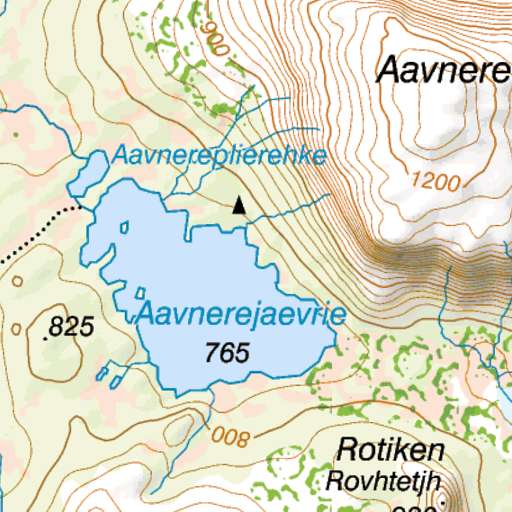 900
Aavnere
Aavnereplierehke
1200
Aavnerejaevrie
.825
765
800
Rotiken
Rovhtetjh